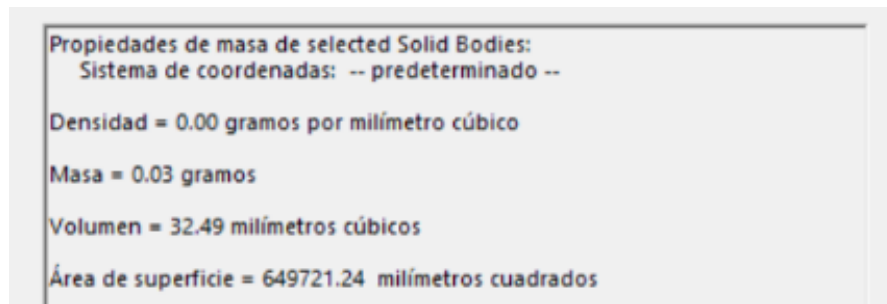 Propiedades de masa de selected Solid Bodies:
Sistema de coordenadas: -- predeterminado --
Densidad = 0.00 gramos por milímetro cúbico
Masa = 0.03 gramos
Volumen = 32.49 milímetros cúbicos
Área de superficie = 649721.24 milímetros cuadrados